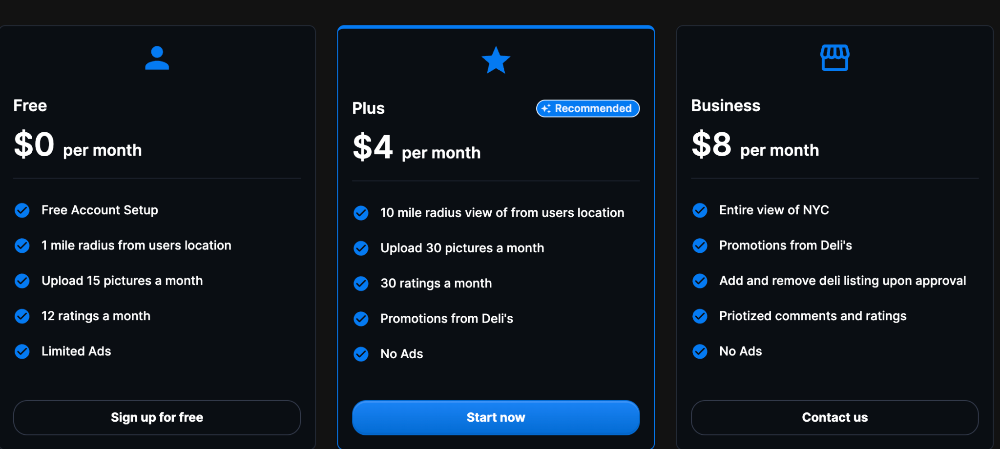 Free
$0 per month
Free Account Setup
1 mile radius from users location
Upload 15 pictures a month
12 ratings a month
Limited Ads
Sign up for free
Plus
Recommended
$4 per month
10 mile radius view of from users location
Upload 30 pictures a month
30 ratings a month
Promotions from Deli's
No Ads
Start now
Business
$8 per month
Entire view of NYC
Promotions from Deli's
Add and remove deli listing upon approval
Priotized comments and ratings
No Ads
Contact us